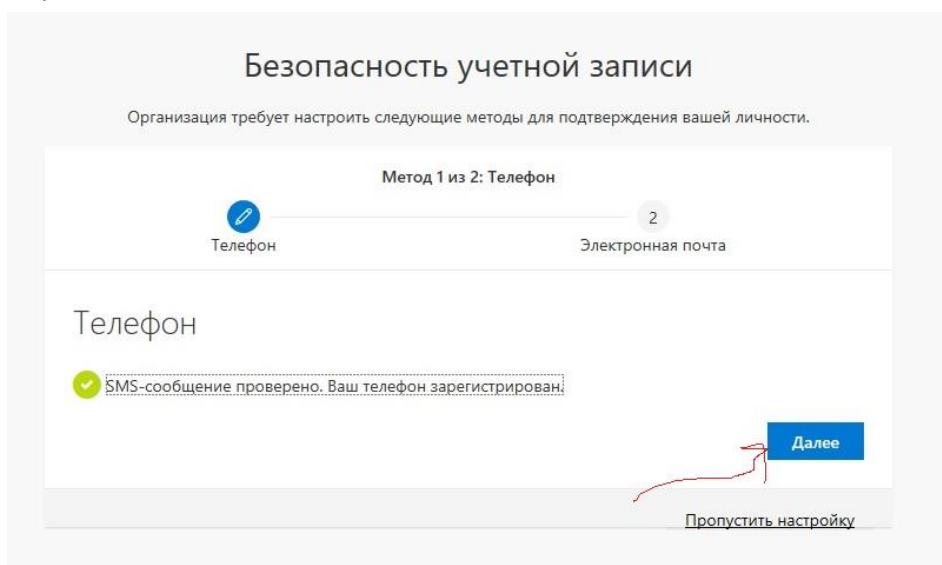 Безопасность учетной записи
Организация требует настроить следующие методы для подтверждения вашей личности.
Метод 1 из 2: Телефон
2
Телефон
Электронная почта
Телефон
SMS-сообщение проверено. Ваш телефон зарегистрирован.
Далее
Пропустить настройку